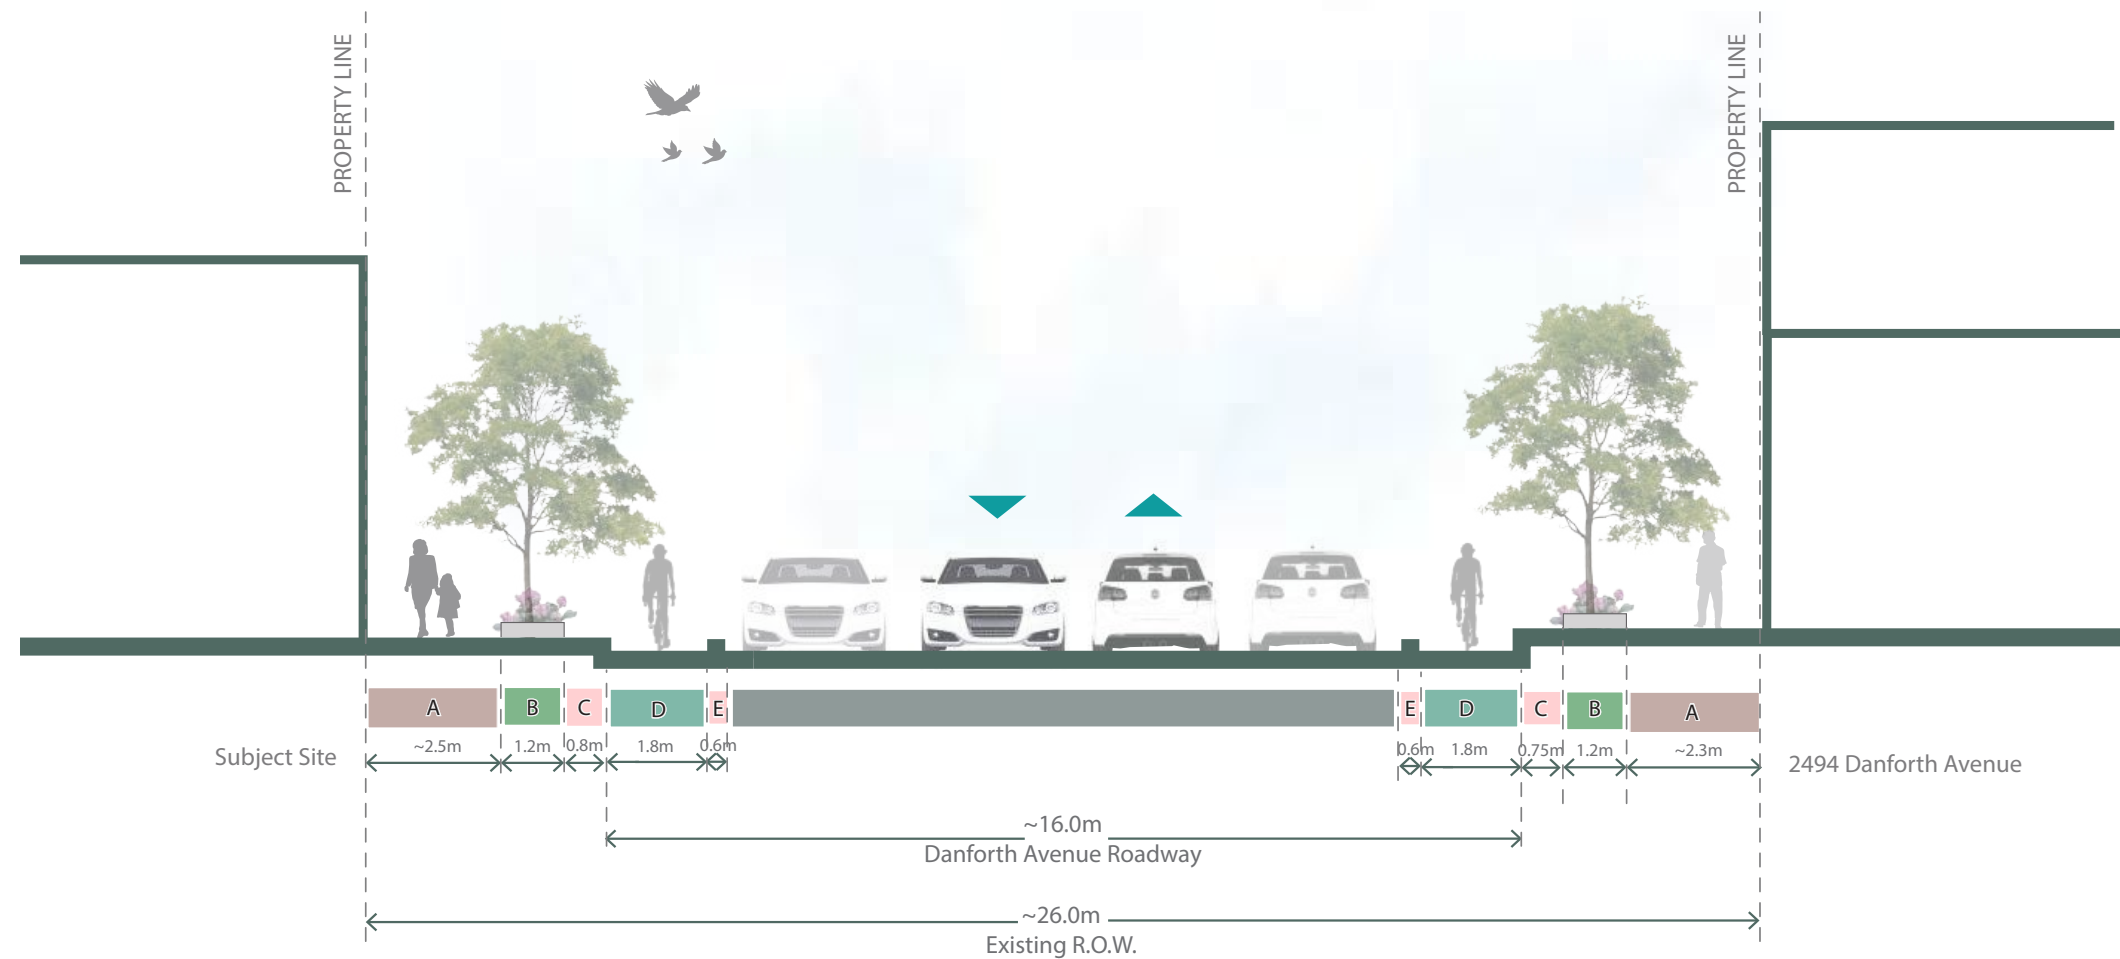 PROPERTY LINE
PROPERTY LINE
A
B
C
D
E
E
D
C
B
A
Subject Site
~2.5m
1.2m
0.8m
1.8m
0.6m
0.6m
1.8m
0.75m
1.2m
~2.3m
2494 Danforth Avenue
~16.0m
Danforth Avenue Roadway
~26.0m
Existing R.O.W.